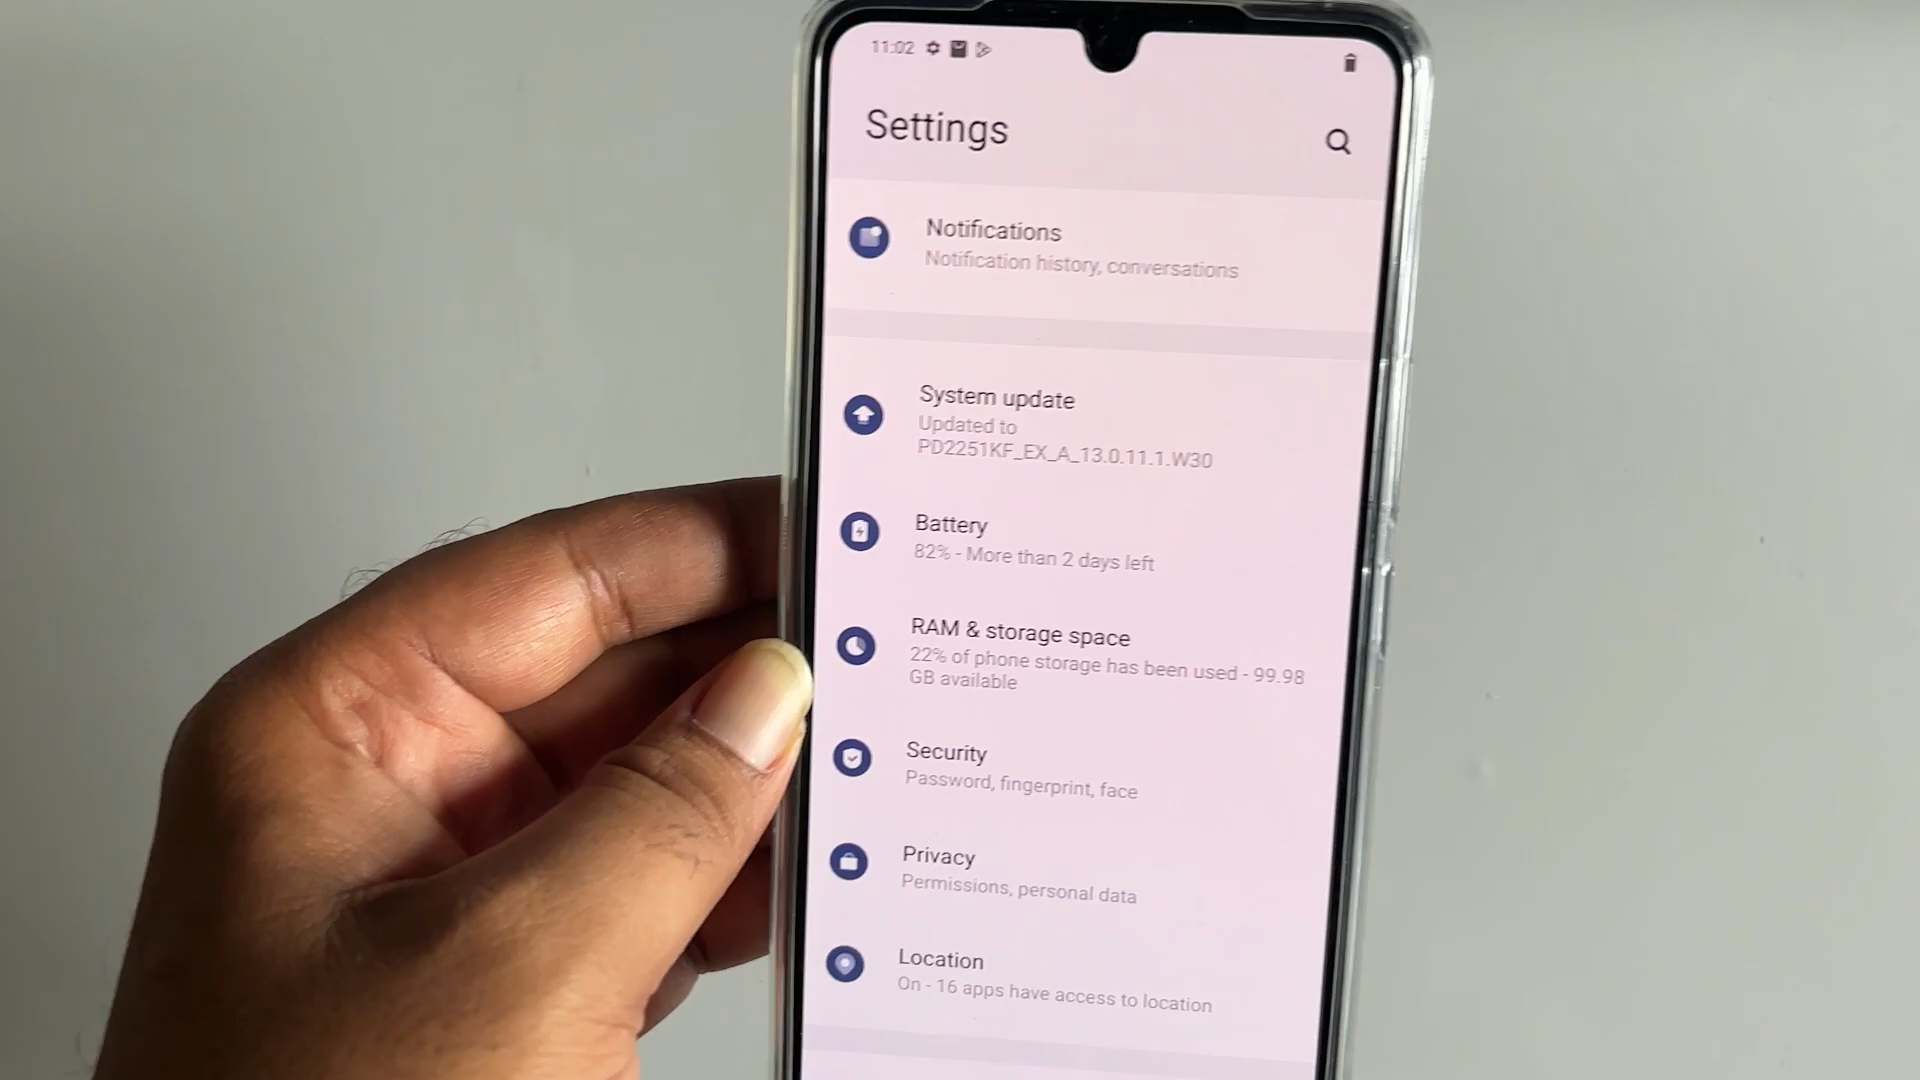 11:02
Settings
Notifications
Notification history, conversations
System update
Updated to
PD2251KF_EX_A_13.0.11.1.W30
Battery
82% - More than 2 days left
RAM & storage space
22% of phone storage has been used - 99.98
GB available
Security
Password, fingerprint, face
Privacy
Permissions, personal data
Location
On - 16 apps have access to location